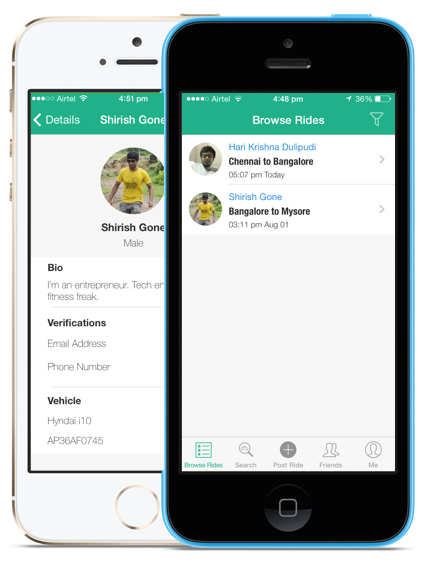 Airtel
4:51 pm
Details
Shirish Gone
Shirish Gone
Male
Bio
I'm an entrepreneur. Tech en
fitness freak.
Verifications
Email Address
Phone Number
Vehicle
Hyndai i10
AP36AF0745
Airtel
4:48 pm
36%
Browse Rides
Hari Krishna Dulipudi
Chennai to Bangalore
05:07 pm Today
Shirish Gone
Bangalore to Mysore
03:11 pm Aug 01
Browse Rides
Search
Post Ride
Friends
Me